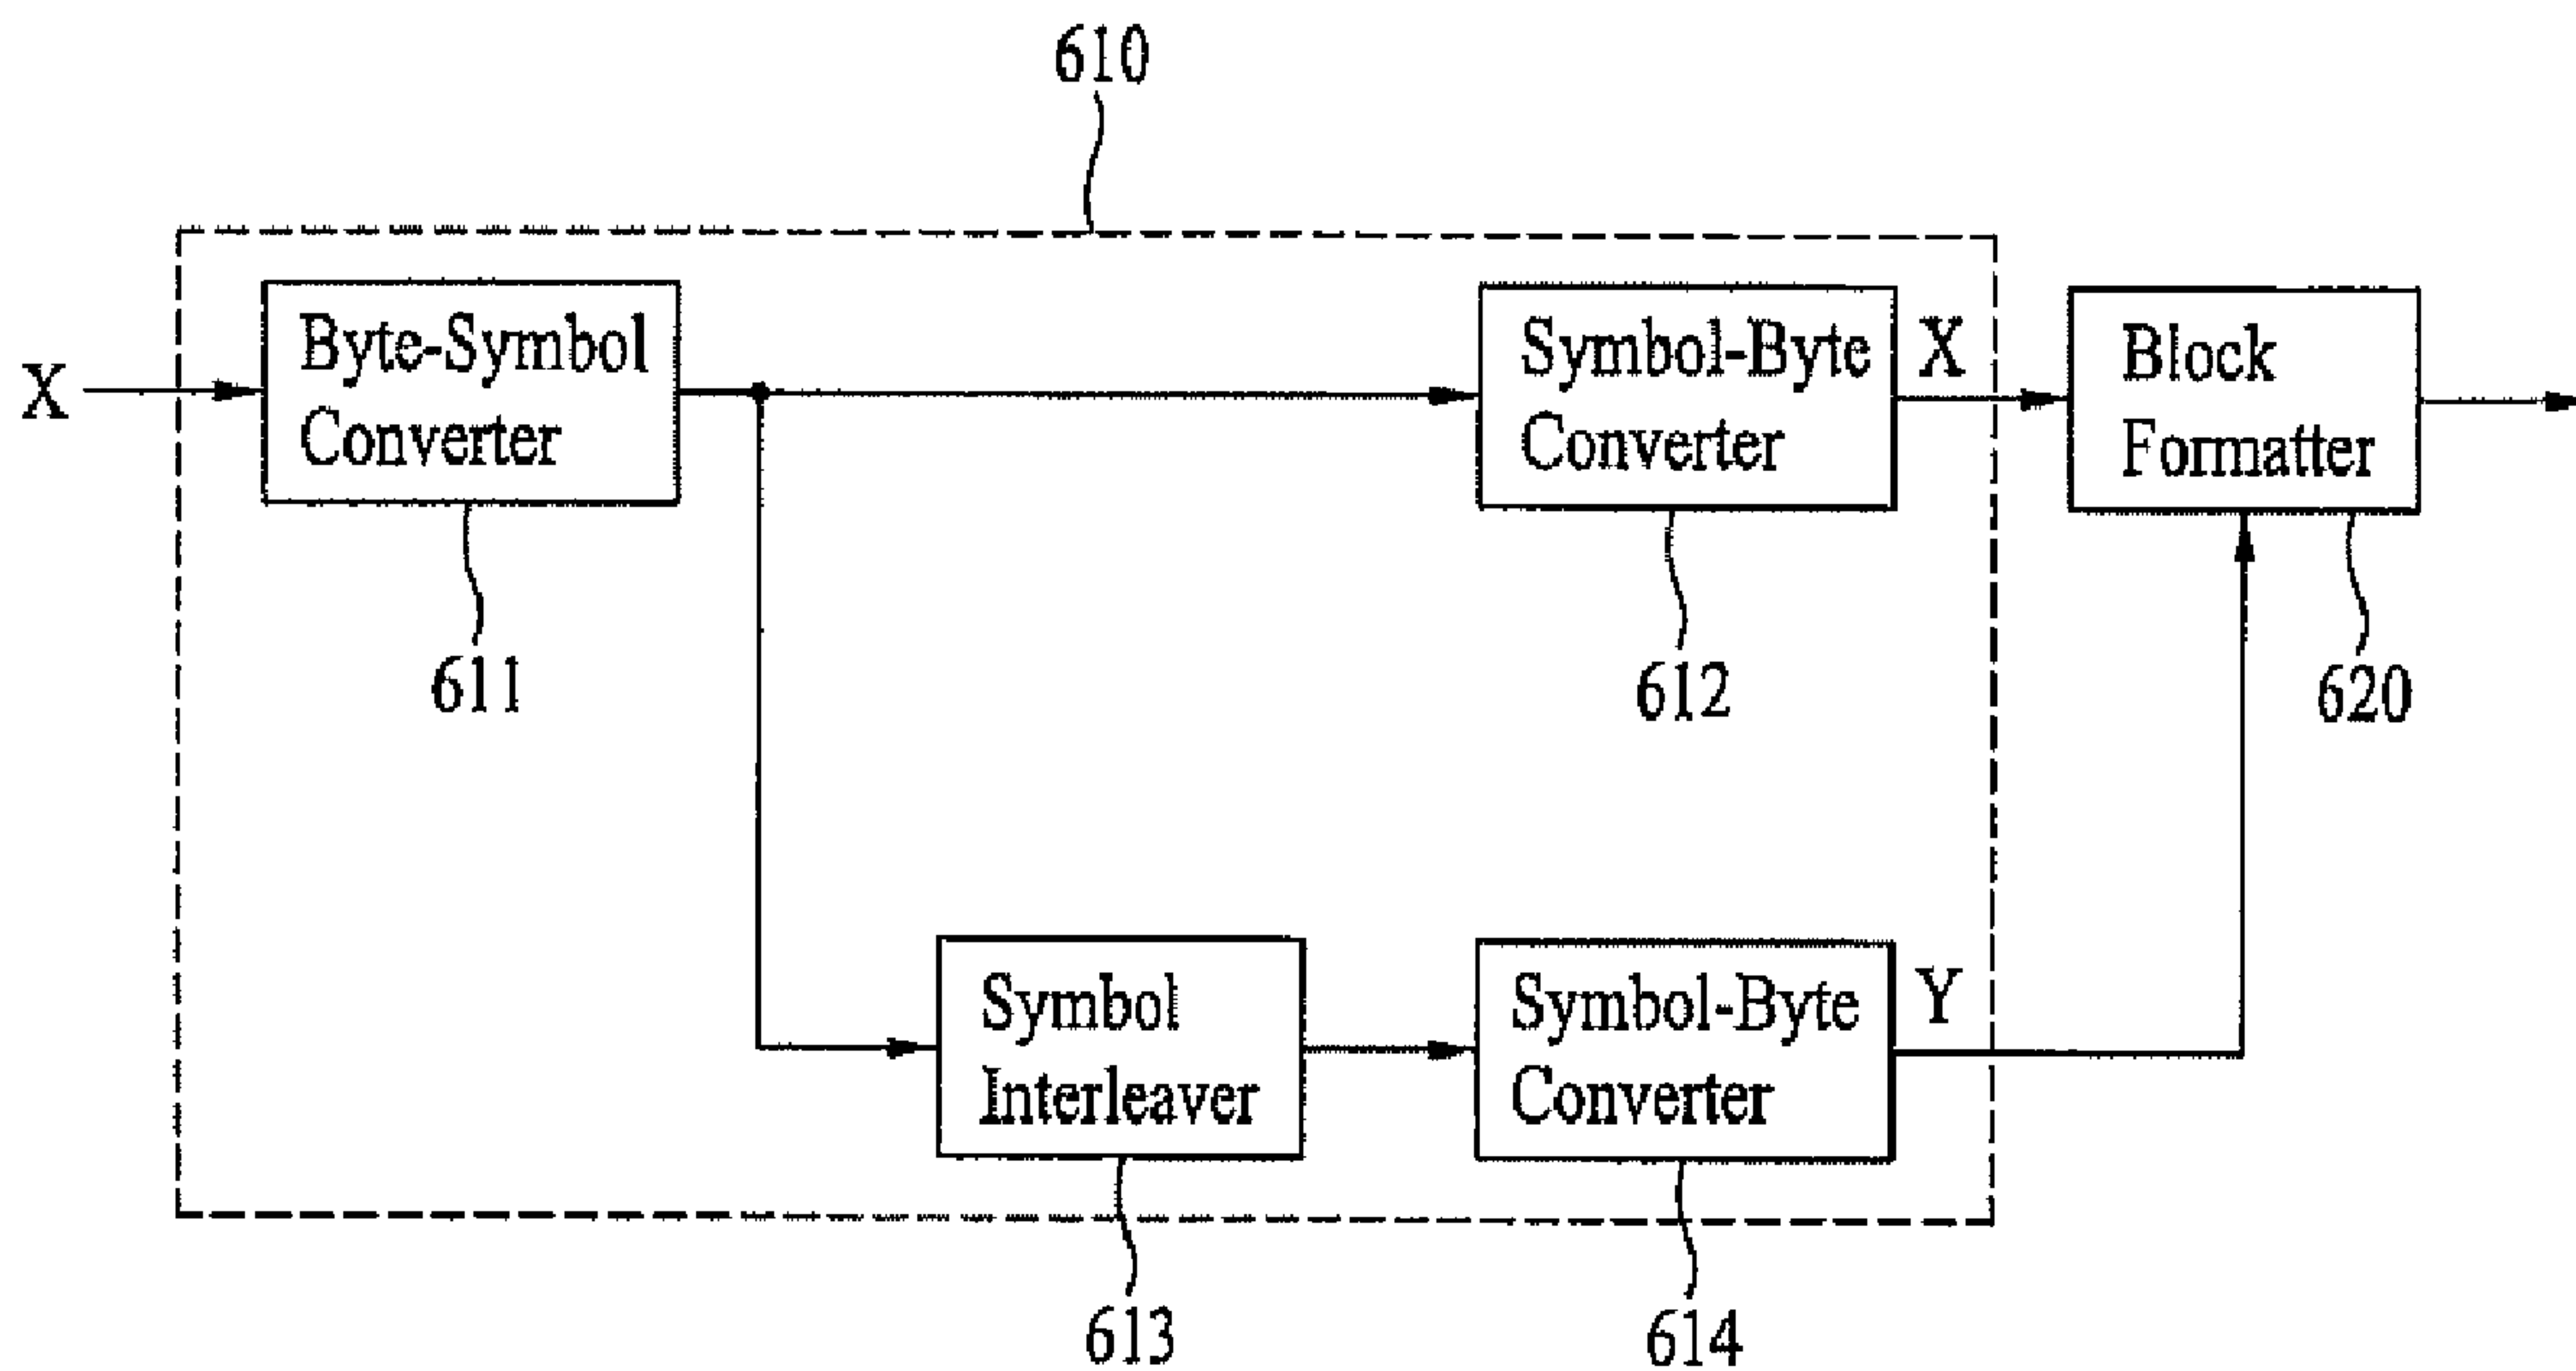 610
X
Byte-Symbol
Converter
611
Symbol-Byte
Converter
612
X
Block
Formatter
620
Symbol
Interleaver
613
Symbol-Byte
Converter
614
Y